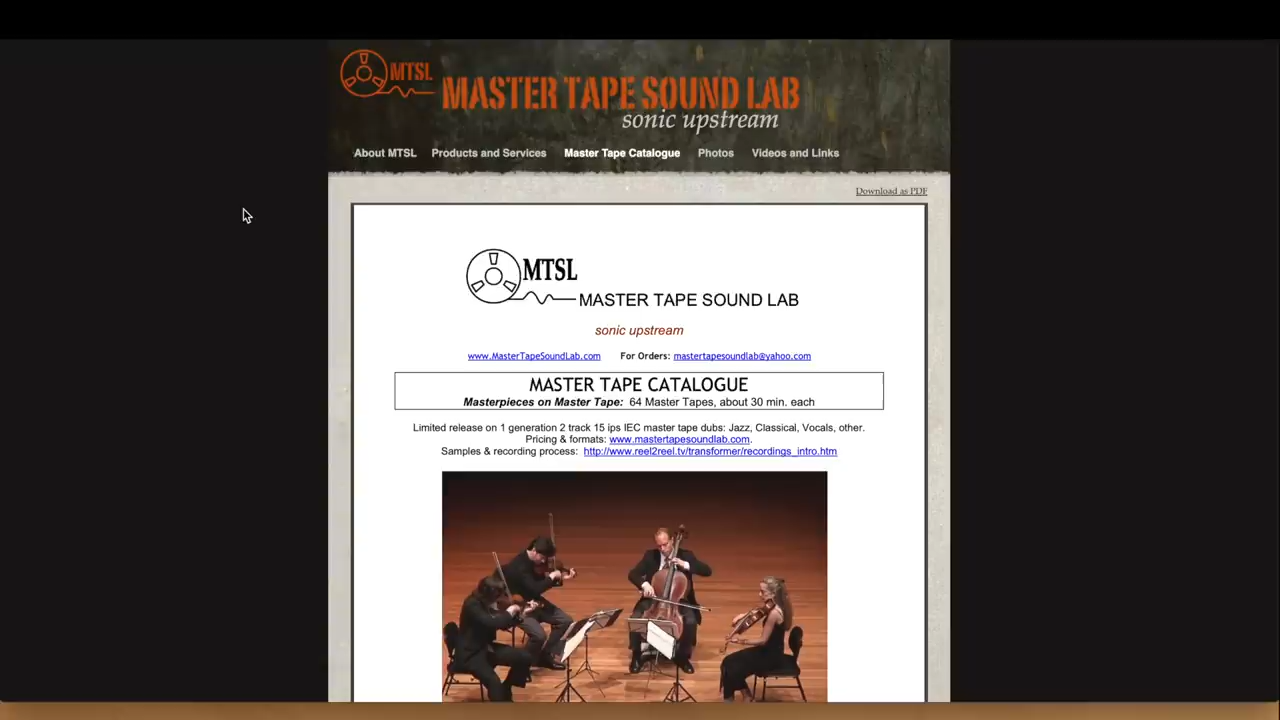 MTSL
MASTER TAPE SOUND LAB
sonic upstream
About MTSL Products and Services Master Tape Catalogue Photos Videos and Links
Download as PDF
MTSL
MASTER TAPE SOUND LAB
sonic upstream
www.MasterTapeSoundLab.com For Orders: mastertapesoundlab@yahoo.com
MASTER TAPE CATALOGUE
Masterpieces on Master Tape: 64 Master Tapes, about 30 min. each
Limited release on 1 generation 2 track 15 ips IEC master tape dubs: Jazz, Classical, Vocals, other.
Pricing & formats: www.mastertapesoundlab.com.
Samples & recording process: http://www.reel2reel.tv/transformer/recordings_intro.htm